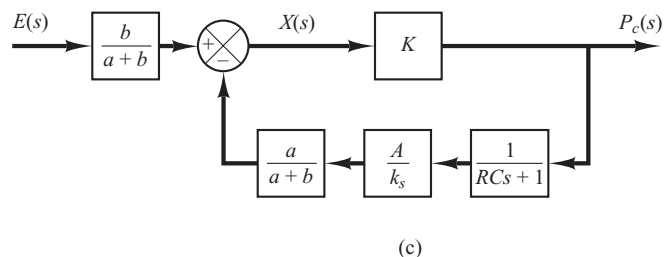 E(s)
b
a + b
+
−
X(s)
K
P_c(s)
a
a + b
A
k_s
1
RCs + 1
(c)